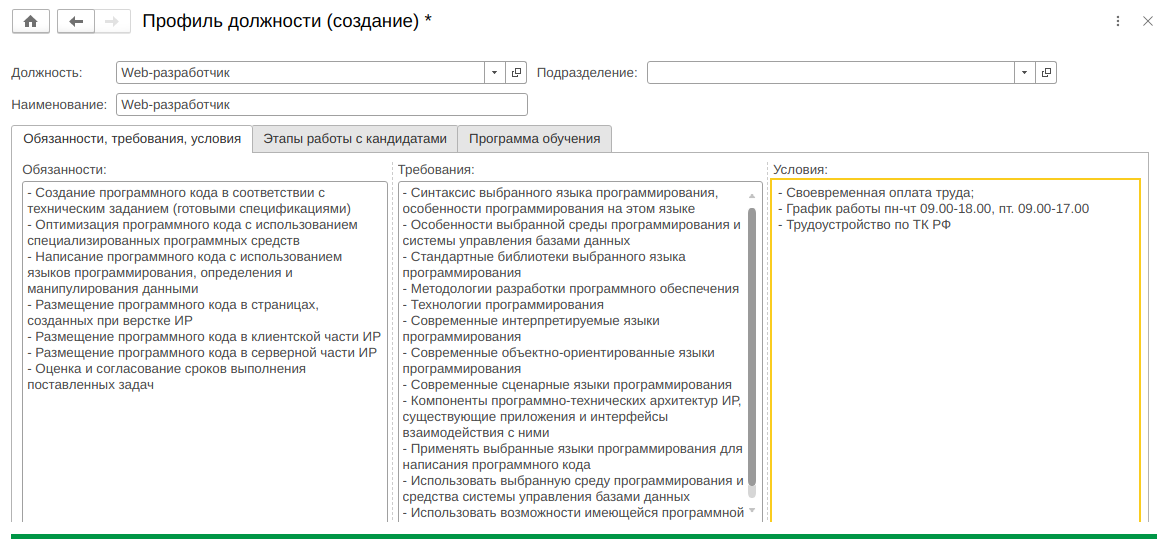 Профиль должности (создание) *
Должность: Web-разработчик Подразделение:
Наименование: Web-разработчик
Обязанности, требования, условия Этапы работы с кандидатами Программа обучения
Обязанности:
- Создание программного кода в соответствии с
техническим заданием (готовыми спецификациями)
- Оптимизация программного кода с использованием
специализированных программных средств
- Написание программного кода с использованием
языков программирования, определения и
манипулирования данными
- Размещение программного кода в страницах,
созданных при верстке ИР
- Размещение программного кода в клиентской части ИР
- Размещение программного кода в серверной части ИР
- Оценка и согласование сроков выполнения
поставленных задач
Требования:
- Синтаксис выбранного языка программирования,
особенности программирования на этом языке
- Особенности выбранной среды программирования и
системы управления базами данных
- Стандартные библиотеки выбранного языка
программирования
- Методологии разработки программного обеспечения
- Технологии программирования
- Современные интерпретируемые языки
программирования
- Современные объектно-ориентированные языки
программирования
- Современные сценарные языки программирования
- Компоненты программно-технических архитектур ИР,
существующие приложения и интерфейсы
взаимодействия с ними
- Применять выбранные языки программирования для
написания программного кода
- Использовать выбранную среду программирования и
средства системы управления базами данных
- Использовать возможности имеющейся программной
Условия:
- Своевременная оплата труда;
- График работы пн-чт 09.00-18.00, пт. 09.00-17.00
- Трудоустройство по ТК РФ